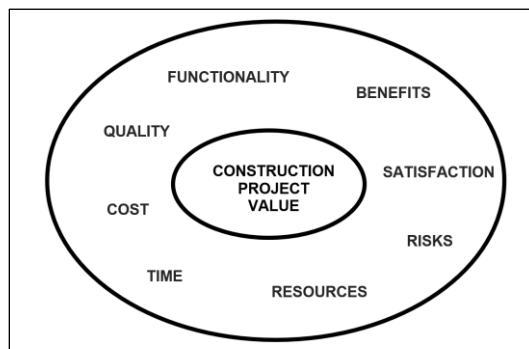 FUNCTIONALITY
BENEFITS
QUALITY
CONSTRUCTION
PROJECT
VALUE
SATISFACTION
COST
RISKS
TIME
RESOURCES